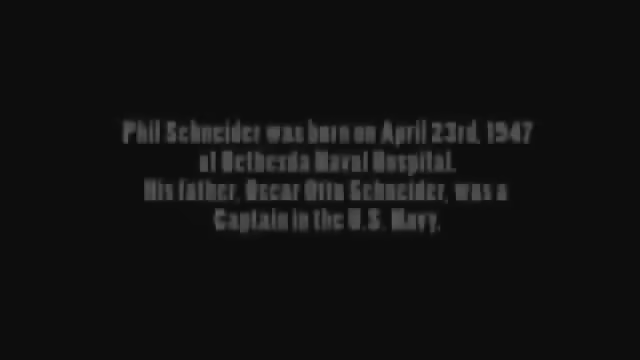 Phil Schneider was born on April 23rd, 1947
at Bethesda Naval Hospital.
His father, Oscar Otto Schneider, was a
Captain in the U.S. Navy.